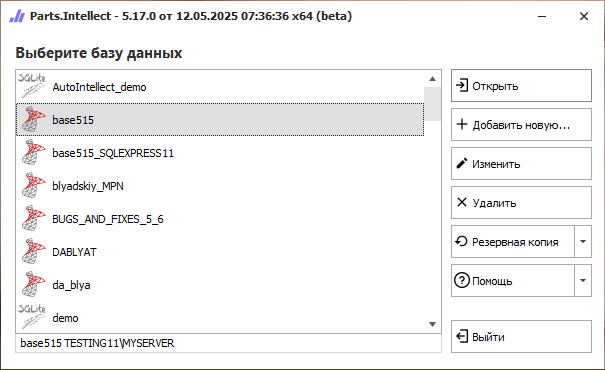 Parts.Intellect - 5.17.0 от 12.05.2025 07:36:36 x64 (beta)
Выберите базу данных
SQLite
AutoIntellect_demo
base515
base515_SQLEXPRESS11
blyadskiy_MPN
BUGS_AND_FIXES_5_6
DABLYAT
da_blya
SQLite
demo
base515 TESTING11\MYSERVER
Открыть
Добавить новую...
Изменить
Удалить
Резервная копия
Помощь
Выйти